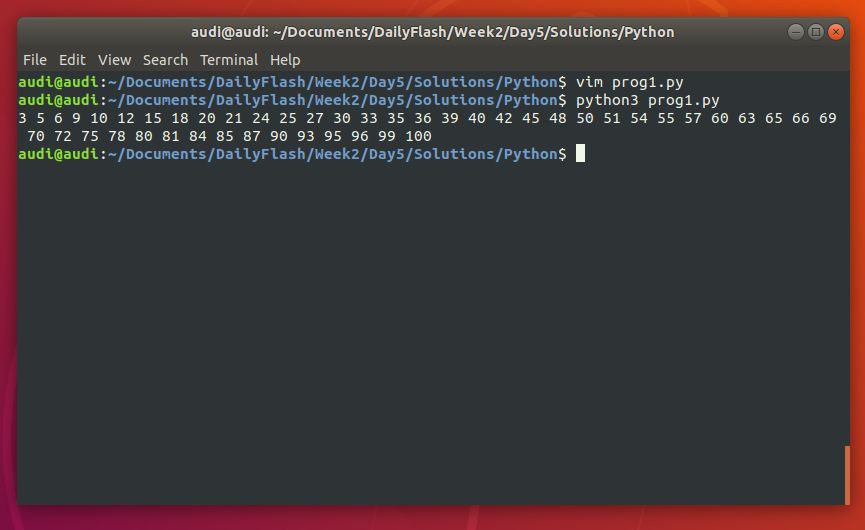 audi@audi: ~/Documents/DailyFlash/Week2/Day5/Solutions/Python
File Edit View Search Terminal Help
audi@audi:~/Documents/DailyFlash/Week2/Day5/Solutions/Python$ vim prog1.py
audi@audi:~/Documents/DailyFlash/Week2/Day5/Solutions/Python$ python3 prog1.py
3 5 6 9 10 12 15 18 20 21 24 25 27 30 33 35 36 39 40 42 45 48 50 51 54 55 57 60 63 65 66 69
70 72 75 78 80 81 84 85 87 90 93 95 96 99 100
audi@audi:~/Documents/DailyFlash/Week2/Day5/Solutions/Python$